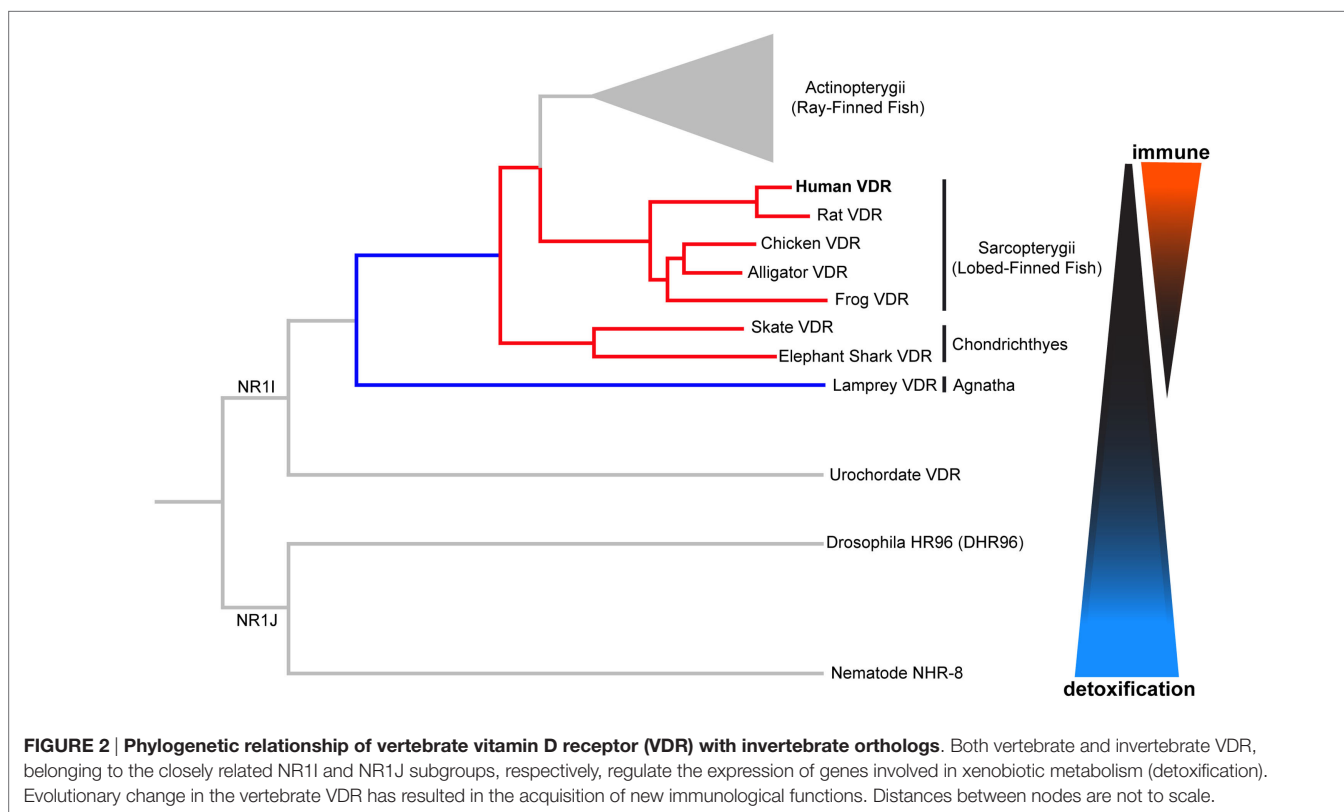 Actinopterygii
(Ray-Finned Fish)
immune
Human VDR
Rat VDR
Chicken VDR
Sarcopterygii
(Lobed-Finned Fish)
Alligator VDR
Frog VDR
Skate VDR
Chondrichthyes
Elephant Shark VDR
NR1I
Lamprey VDR
Agnatha
Urochordate VDR
Drosophila HR96 (DHR96)
NR1J
Nematode NHR-8
detoxification
FIGURE 2 | Phylogenetic relationship of vertebrate vitamin D receptor (VDR) with invertebrate orthologs. Both vertebrate and invertebrate VDR,
belonging to the closely related NR1I and NR1J subgroups, respectively, regulate the expression of genes involved in xenobiotic metabolism (detoxification).
Evolutionary change in the vertebrate VDR has resulted in the acquisition of new immunological functions. Distances between nodes are not to scale.